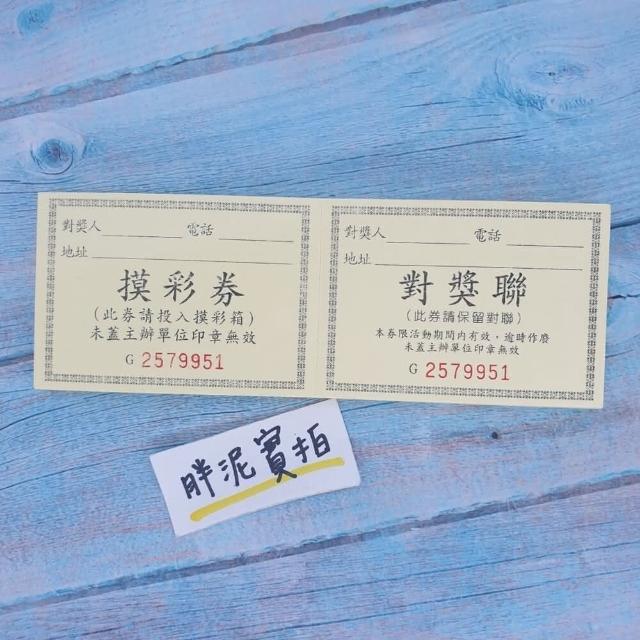 對獎人 電話
地址
摸彩券
(此券請投入摸彩箱)
未蓋主辦單位印章無效
G 2579951
對獎人 電話
地址
對獎聯
(此券請保留對聯)
本券限活動期間內有效,逾時作廢
未蓋主辦單位印章無效
G 2579951
胖泥實拍